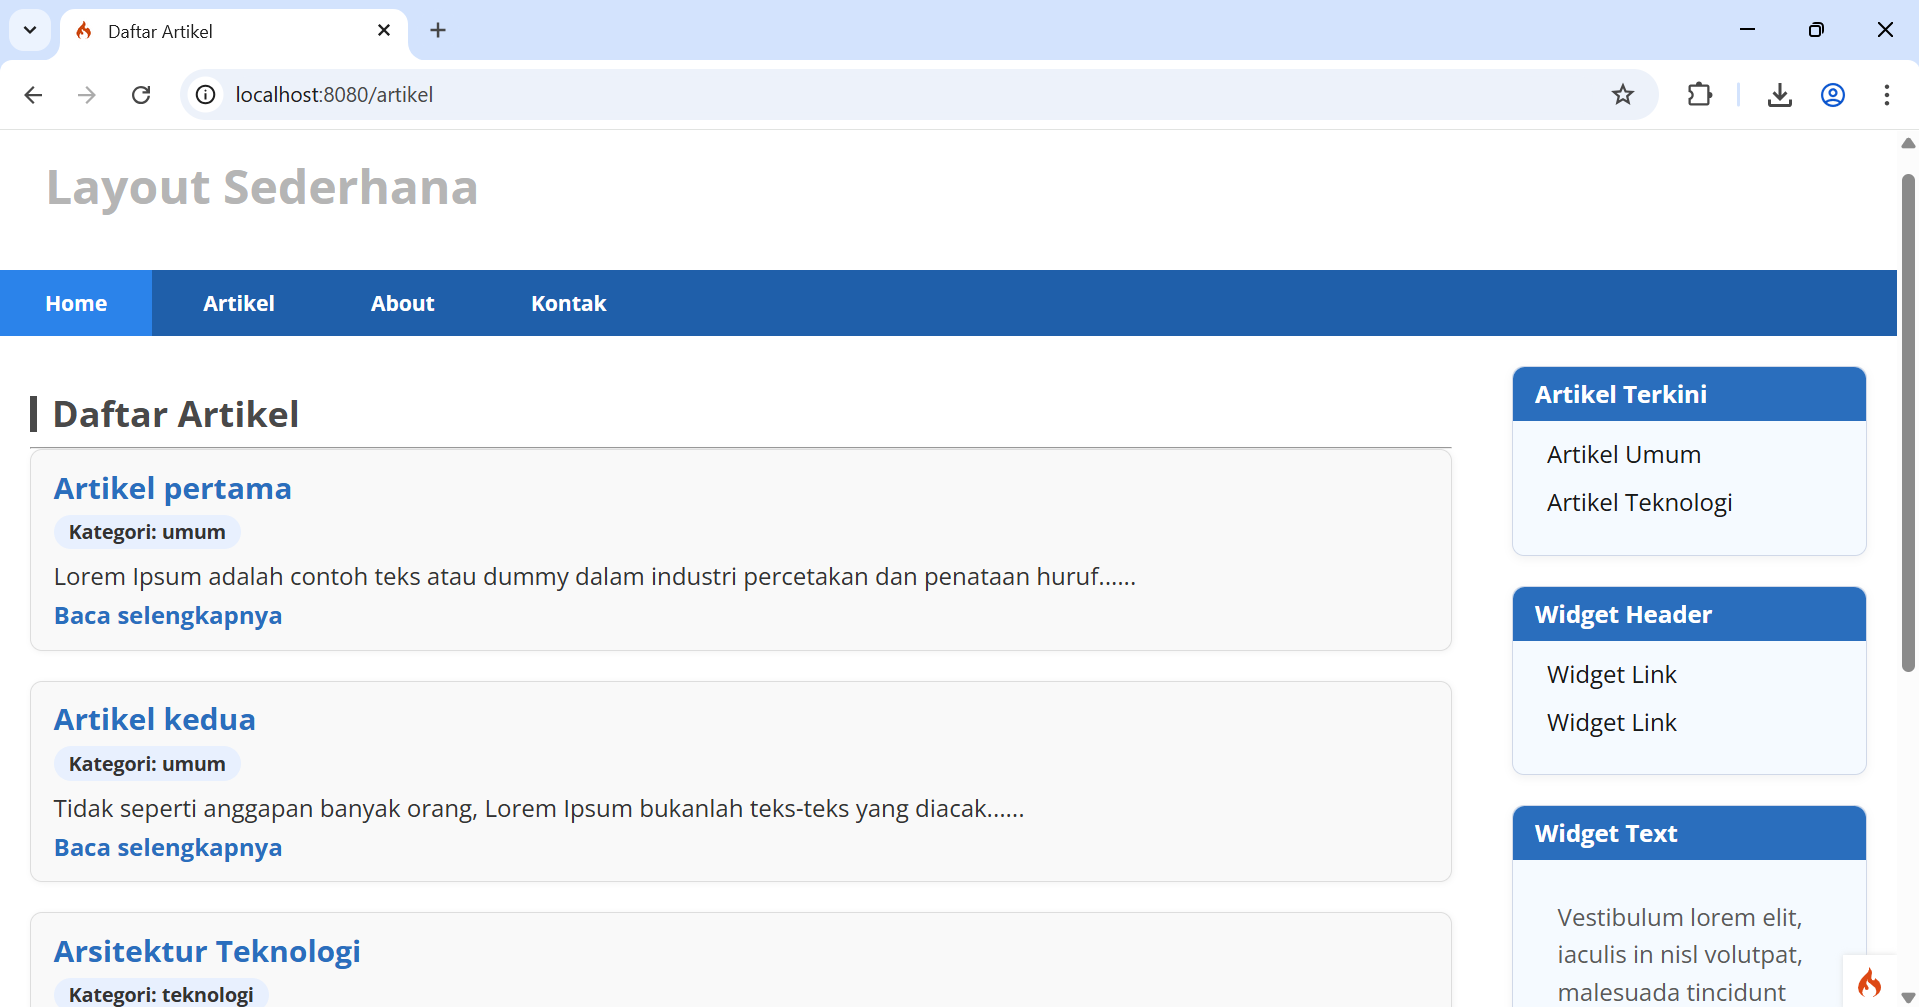 Daftar Artikel
localhost:8080/artikel
Layout Sederhana
Home Artikel About Kontak
Daftar Artikel
Artikel pertama
Kategori: umum
Lorem Ipsum adalah contoh teks atau dummy dalam industri percetakan dan penataan huruf......
Baca selengkapnya
Artikel kedua
Kategori: umum
Tidak seperti anggapan banyak orang, Lorem Ipsum bukanlah teks-teks yang diacak......
Baca selengkapnya
Arsitektur Teknologi
Kategori: teknologi
Artikel Terkini
Artikel Umum
Artikel Teknologi
Widget Header
Widget Link
Widget Link
Widget Text
Vestibulum lorem elit,
iaculis in nisl volutpat,
malesuada tincidunt